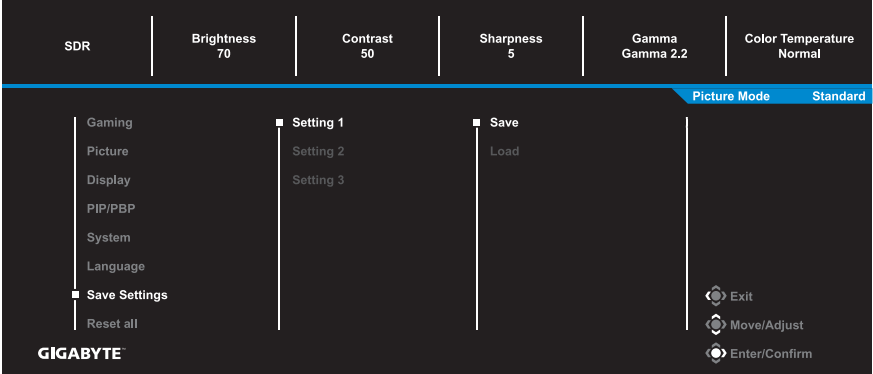 SDR
Brightness
70
Contrast
50
Sharpness
5
Gamma
Gamma 2.2
Color Temperature
Normal
Picture Mode Standard
Gaming
Picture
Display
PIP/PBP
System
Language
Save Settings
Reset all
Setting 1
Setting 2
Setting 3
Save
Load
Exit
Move/Adjust
Enter/Confirm
GIGABYTE™